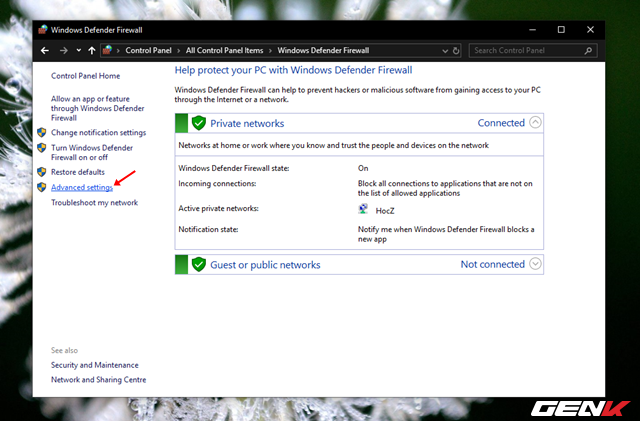 Windows Defender Firewall
Control Panel
All Control Panel Items
Windows Defender Firewall
Search Control Panel
Control Panel Home
Allow an app or feature
through Windows Defender
Firewall
Change notification settings
Turn Windows Defender
Firewall on or off
Restore defaults
Advanced settings
Troubleshoot my network
Help protect your PC with Windows Defender Firewall
Windows Defender Firewall can help to prevent hackers or malicious software from gaining access to your PC
through the Internet or a network.
Private networks Connected
Networks at home or work where you know and trust the people and devices on the network
Windows Defender Firewall state: On
Incoming connections: Block all connections to applications that are not on
the list of allowed applications
Active private networks: HocZ
Notification state: Notify me when Windows Defender Firewall blocks a
new app
Guest or public networks Not connected
See also
Security and Maintenance
Network and Sharing Centre
GENK